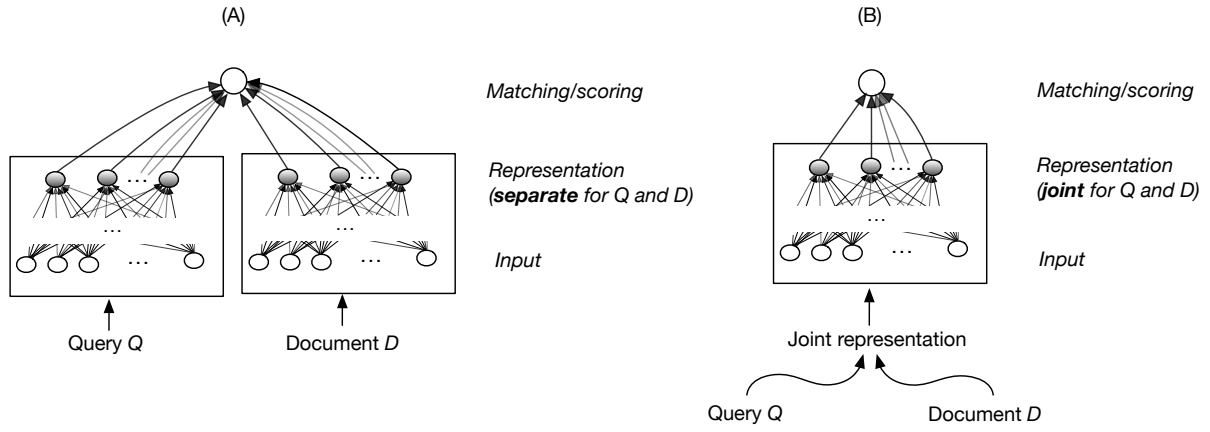 (A)
Matching/scoring
Representation
(separate for Q and D)
...
...
...
...
Input
...
...
Query Q
Document D
(B)
Matching/scoring
Representation
(joint for Q and D)
...
...
Input
...
Joint representation
Query Q
Document D